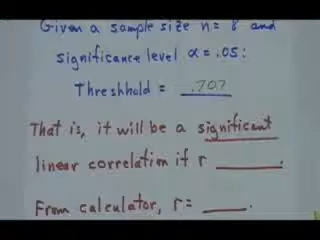 Given a sample size n = 8 and
significance level α = .05:
Threshhold = .707
That is, it will be a significant
linear correlation if r ______.
From calculator, r = ____.